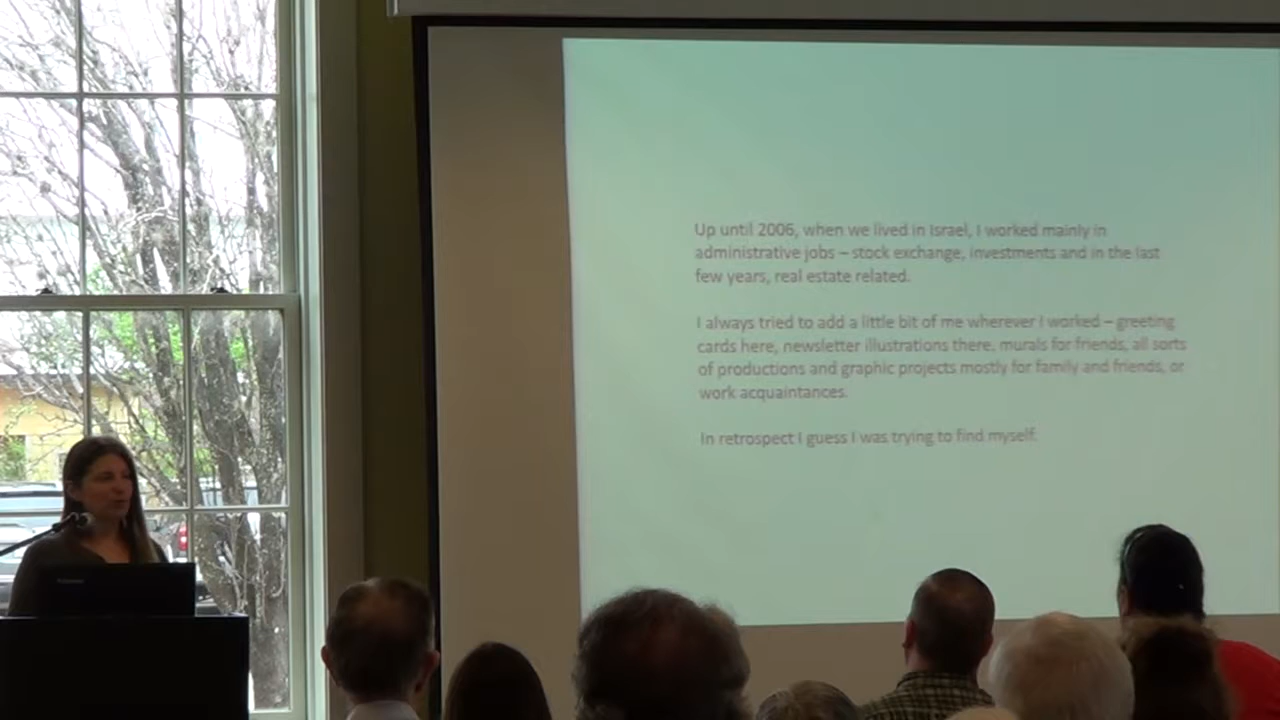 Up until 2006, when we lived in Israel, I worked mainly in
administrative jobs – stock exchange, investments and in the last
few years, real estate related.
I always tried to add a little bit of me wherever I worked – greeting
cards here, newsletter illustrations there, murals for friends, all sorts
of productions and graphic projects mostly for family and friends, or
work acquaintances.
In retrospect I guess I was trying to find myself.